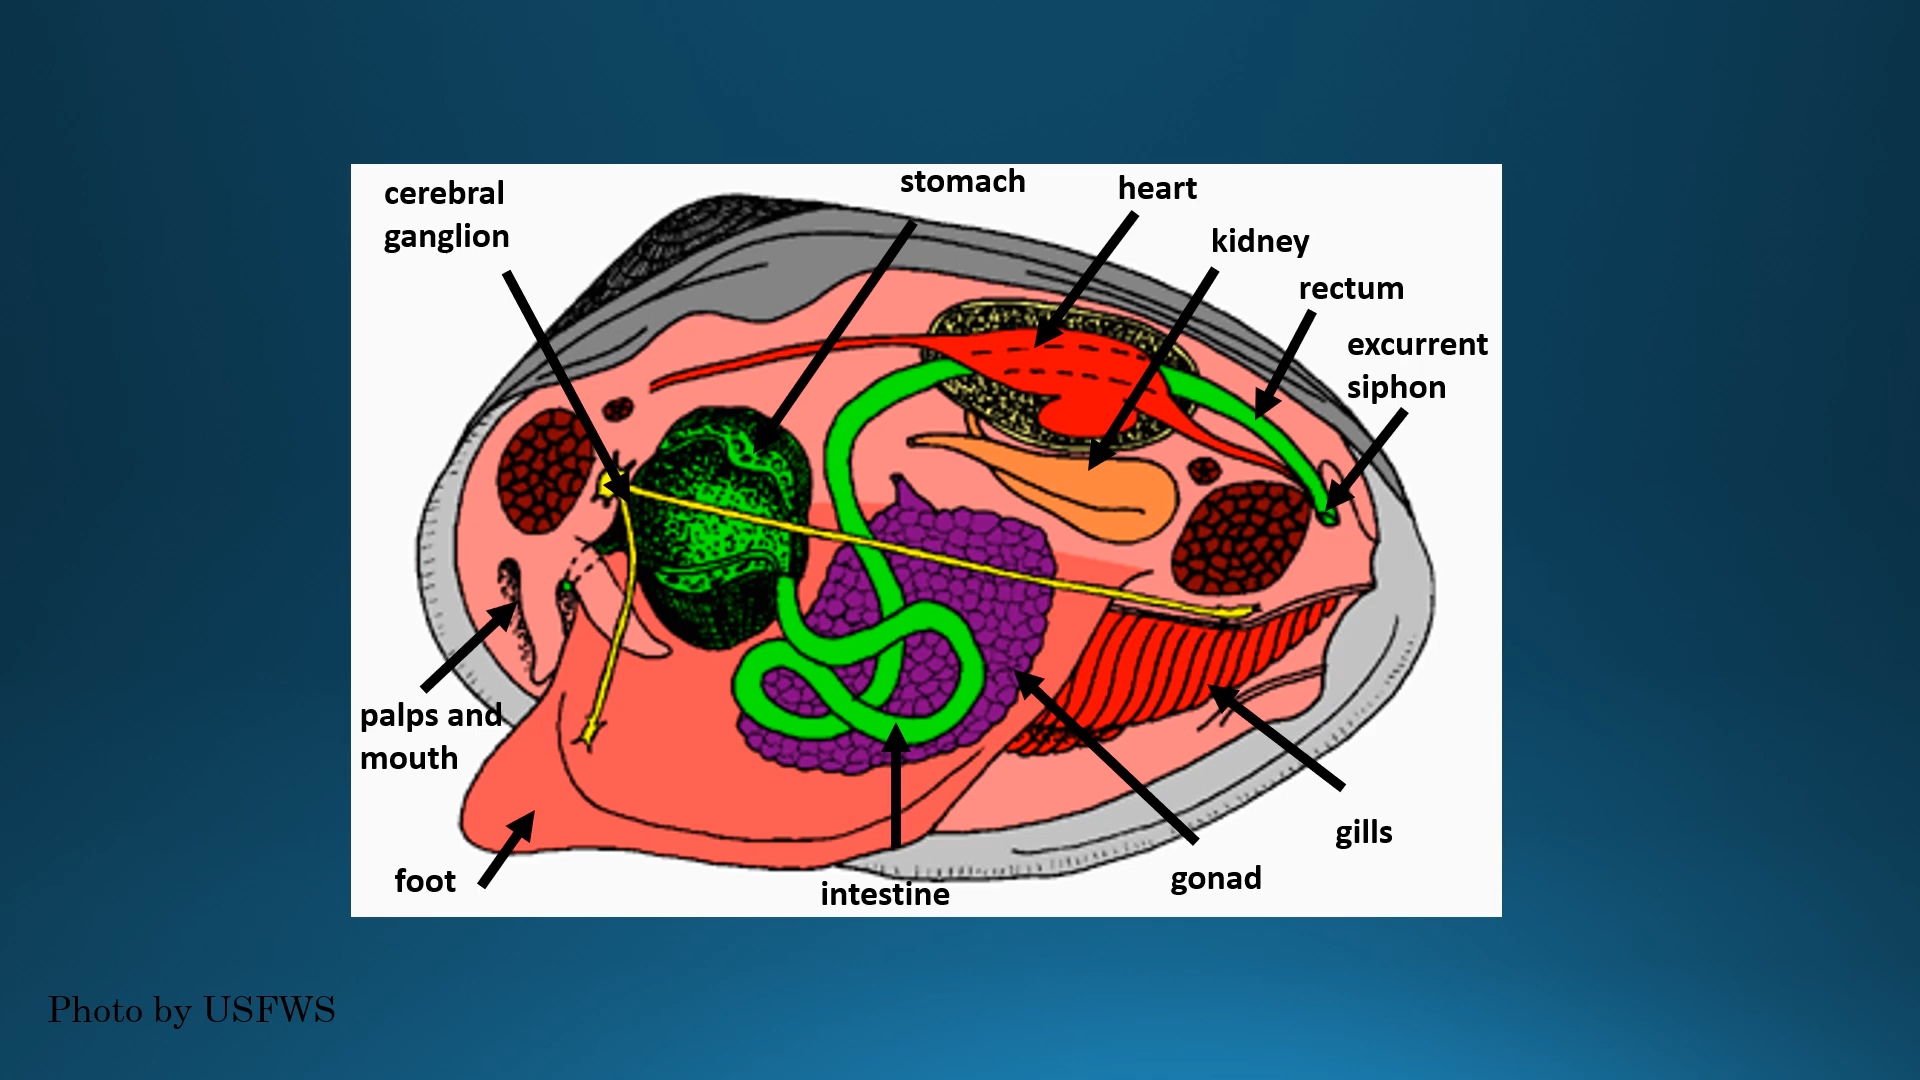 cerebral
ganglion
stomach
heart
kidney
rectum
excurrent
siphon
palps and
mouth
foot
intestine
gonad
gills
Photo by USFWS